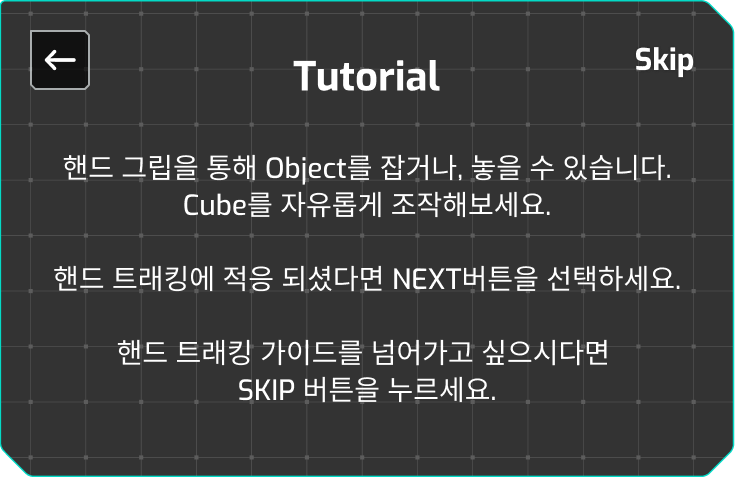 Tutorial
Skip
핸드 그립을 통해 Object를 잡거나, 놓을 수 있습니다.
Cube를 자유롭게 조작해보세요.
핸드 트래킹에 적응 되셨다면 NEXT버튼을 선택하세요.
핸드 트래킹 가이드를 넘어가고 싶으시다면
SKIP 버튼을 누르세요.